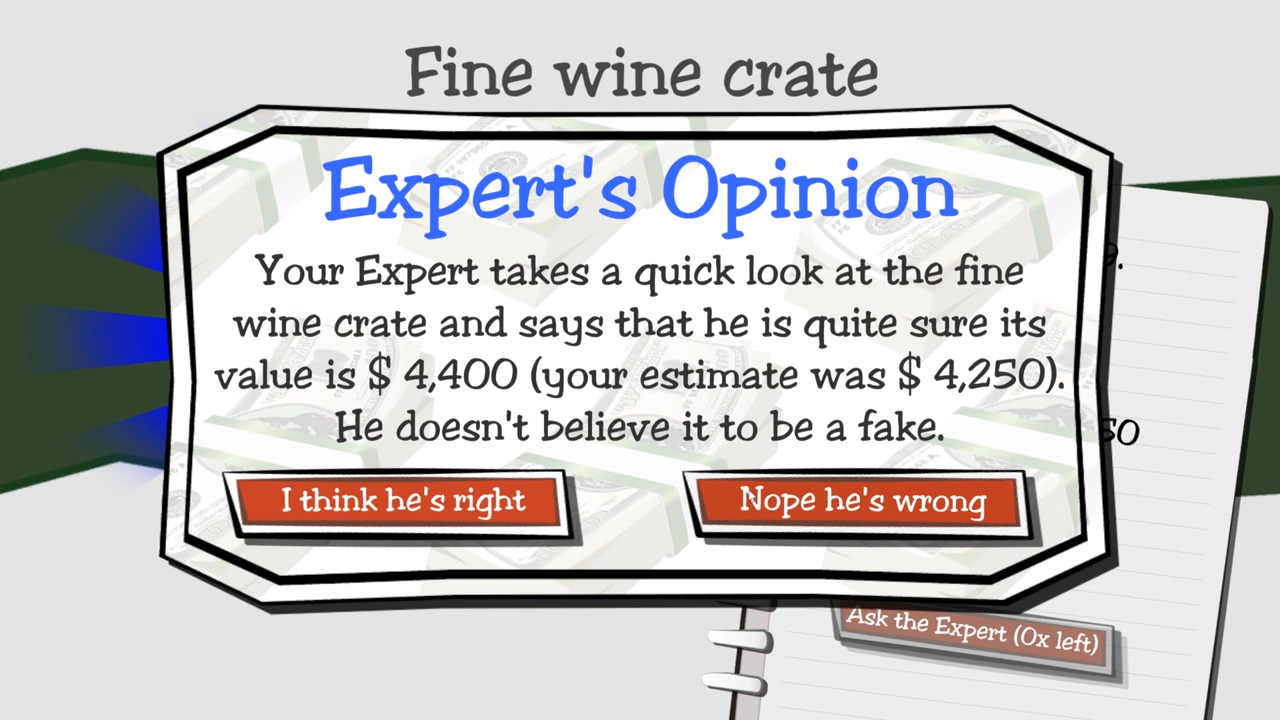 Fine wine crate
Expert's Opinion
Your Expert takes a quick look at the fine
wine crate and says that he is quite sure its
value is $ 4,400 (your estimate was $ 4,250).
He doesn't believe it to be a fake.
I think he's right
Nope he's wrong
Ask the Expert (0x left)